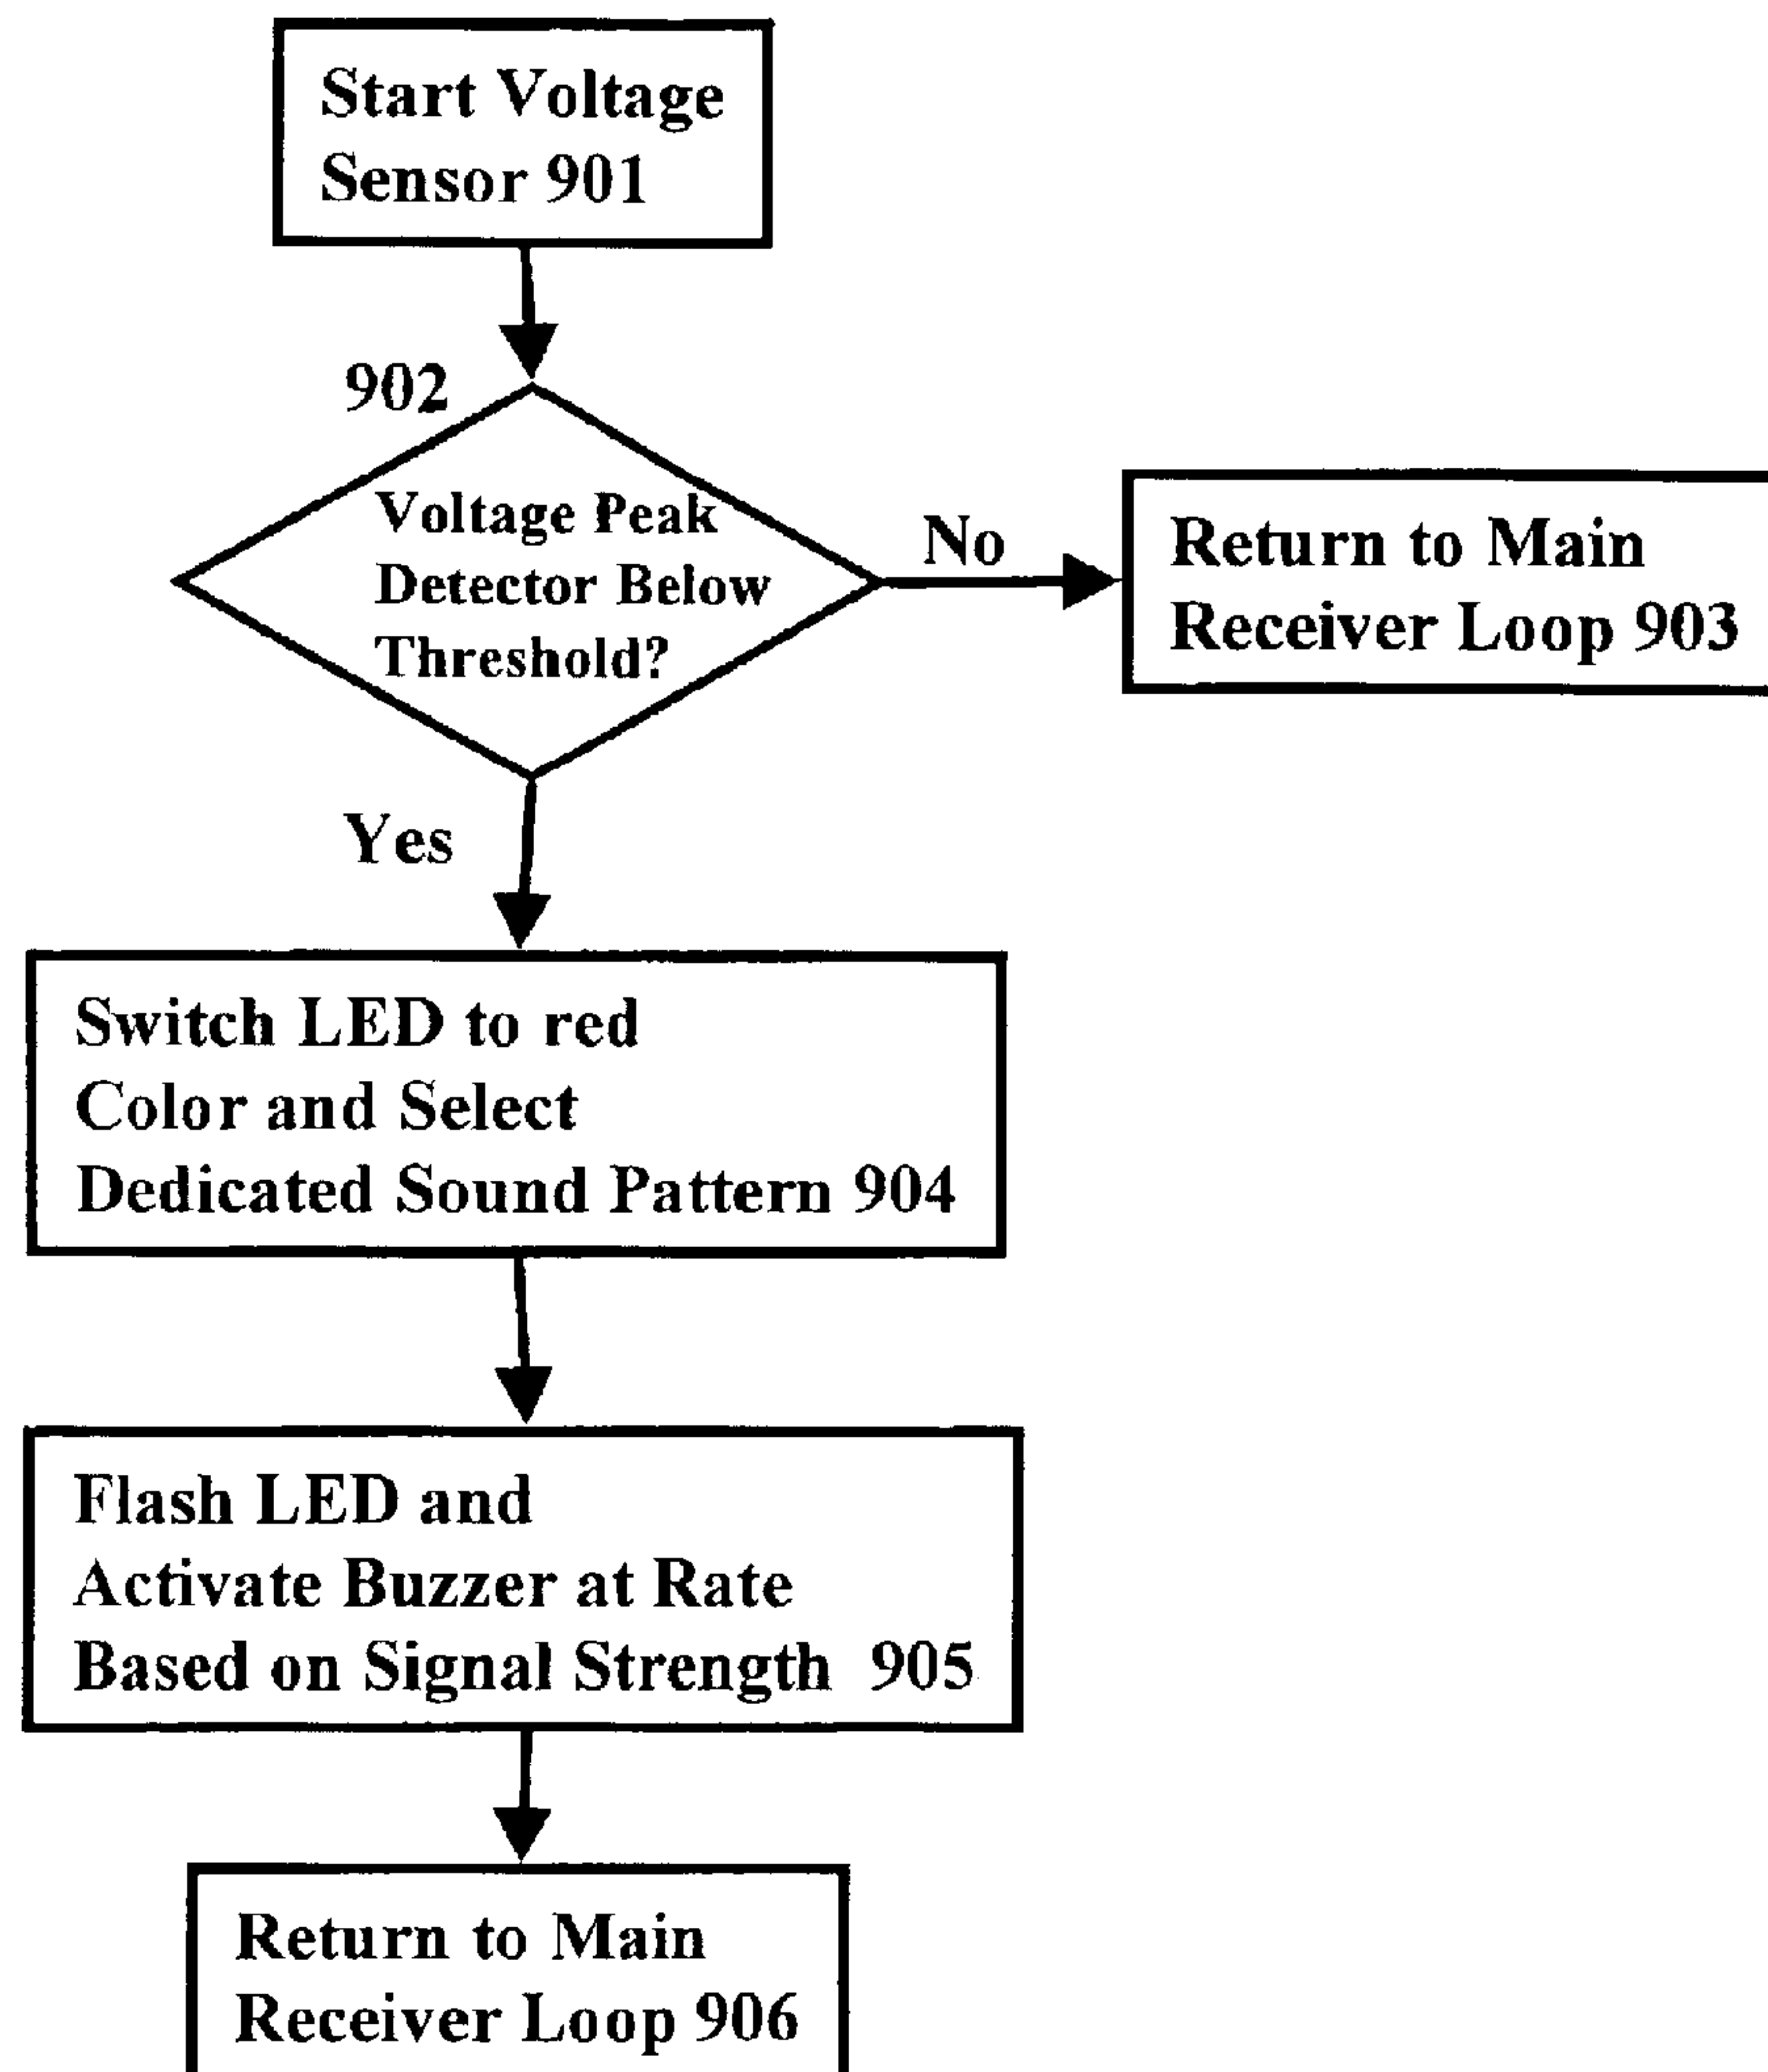 Start Voltage
Sensor 901
902
Voltage Peak
Detector Below
Threshold?
No
Return to Main
Receiver Loop 903
Yes
Switch LED to red
Color and Select
Dedicated Sound Pattern 904
Flash LED and
Activate Buzzer at Rate
Based on Signal Strength 905
Return to Main
Receiver Loop 906